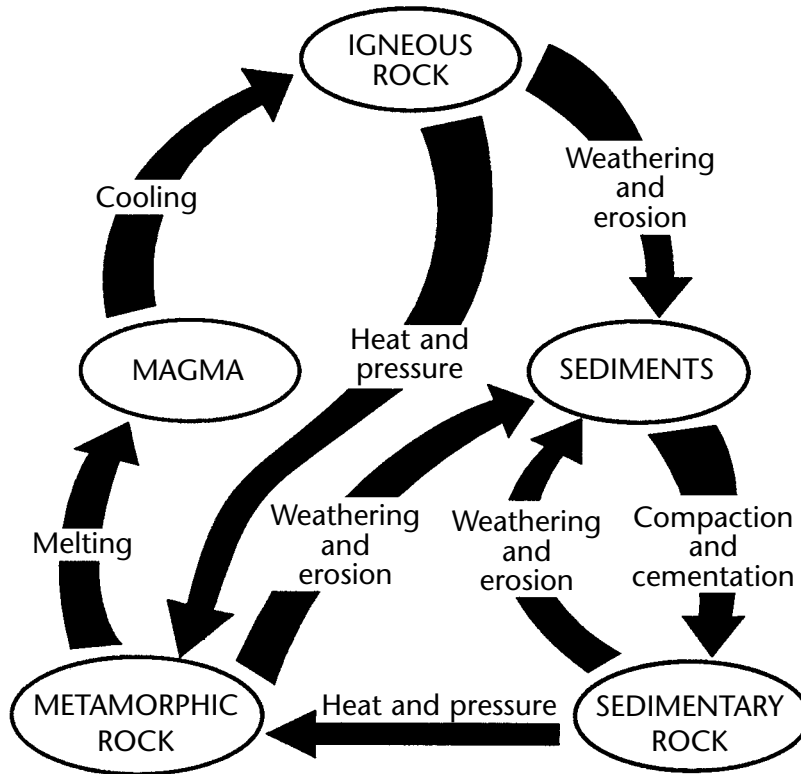 IGNEOUS
ROCK
Weathering
and
erosion
Cooling
Heat and
pressure
MAGMA
SEDIMENTS
Melting
Weathering
and
erosion
Weathering
and
erosion
Compaction
and
cementation
METAMORPHIC
ROCK
Heat and pressure
SEDIMENTARY
ROCK